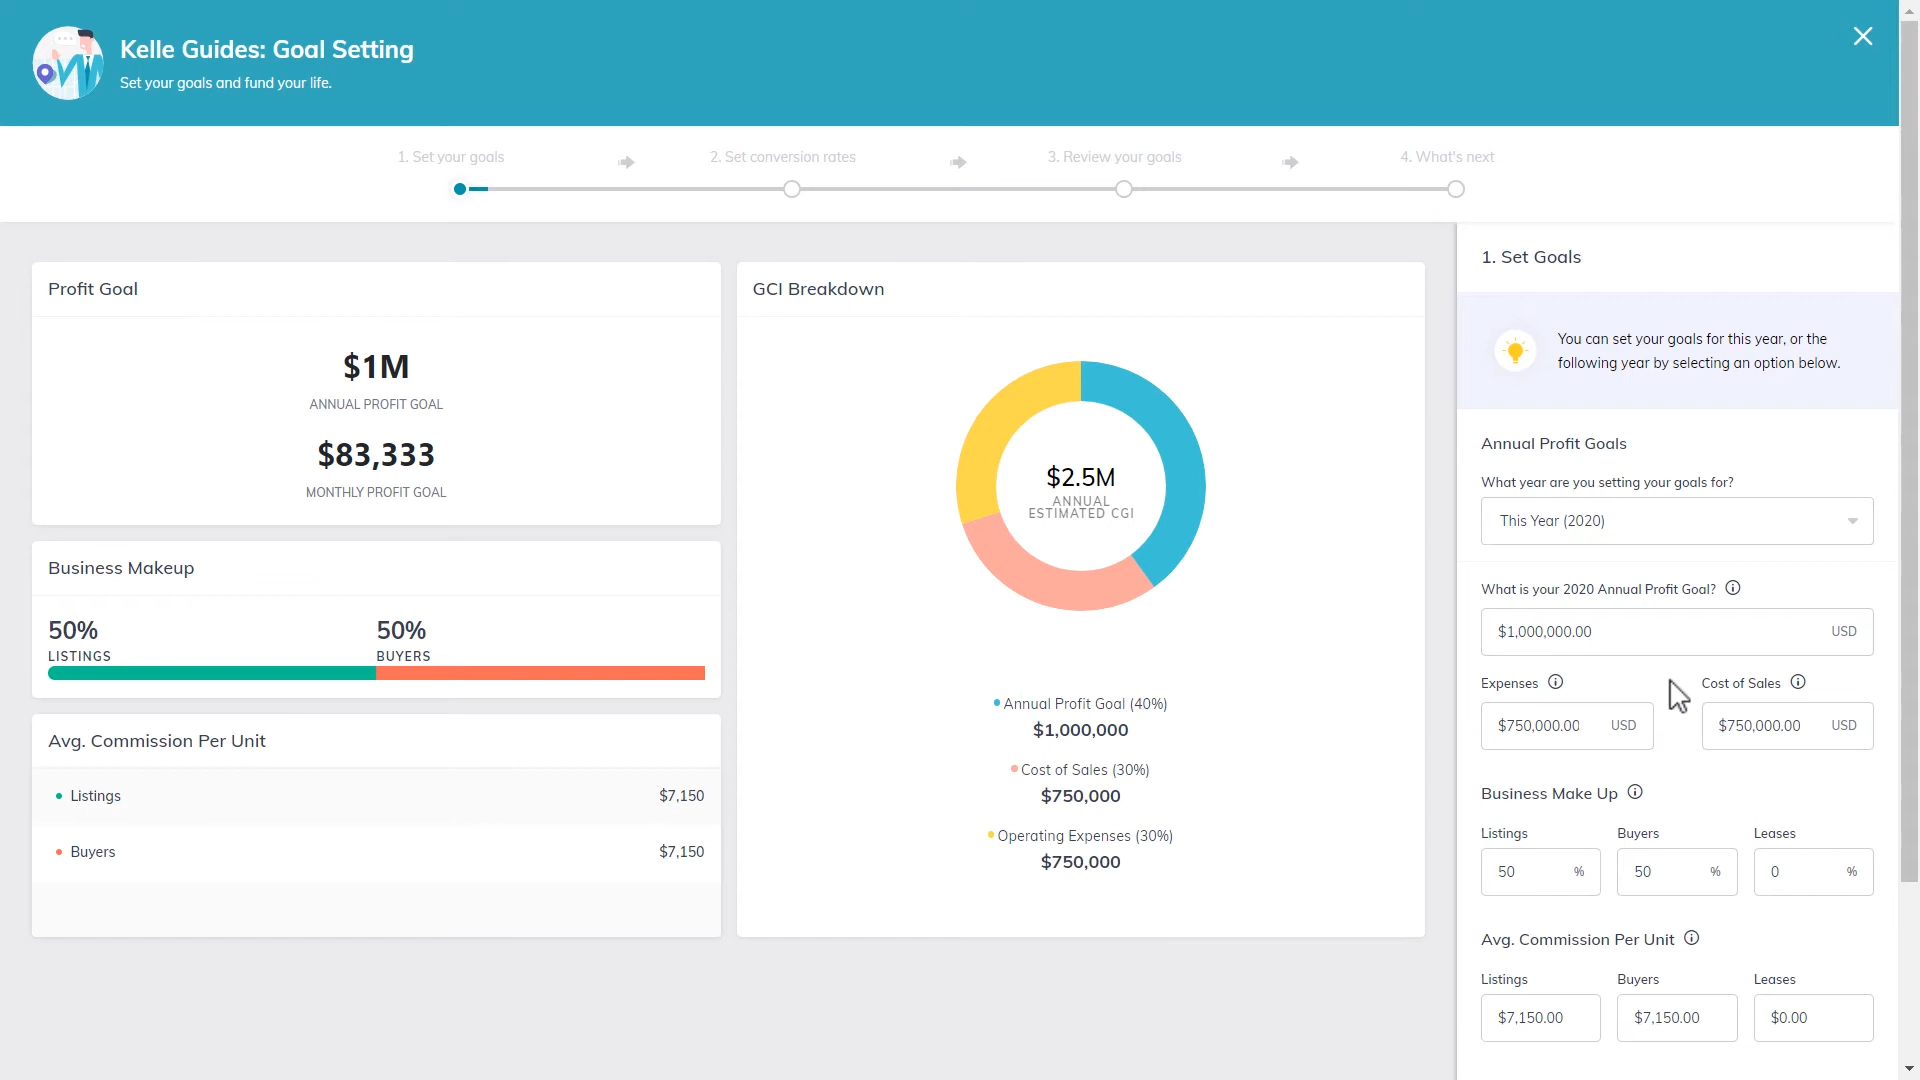 Kelle Guides: Goal Setting
Set your goals and fund your life.
1. Set your goals
2. Set conversion rates
3. Review your goals
4. What's next
Profit Goal
$1M
ANNUAL PROFIT GOAL
$83,333
MONTHLY PROFIT GOAL
Business Makeup
50%
LISTINGS
50%
BUYERS
Avg. Commission Per Unit
Listings
$7,150
Buyers
$7,150
GCI Breakdown
$2.5M
ANNUAL
ESTIMATED CGI
Annual Profit Goal (40%)
$1,000,000
Cost of Sales (30%)
$750,000
Operating Expenses (30%)
$750,000
1. Set Goals
You can set your goals for this year, or the
following year by selecting an option below.
Annual Profit Goals
What year are you setting your goals for?
This Year (2020)
What is your 2020 Annual Profit Goal?
$1,000,000.00 USD
Expenses
Cost of Sales
$750,000.00 USD
$750,000.00 USD
Business Make Up
Listings
Buyers
Leases
50 %
50 %
0 %
Avg. Commission Per Unit
Listings
Buyers
Leases
$7,150.00
$7,150.00
$0.00